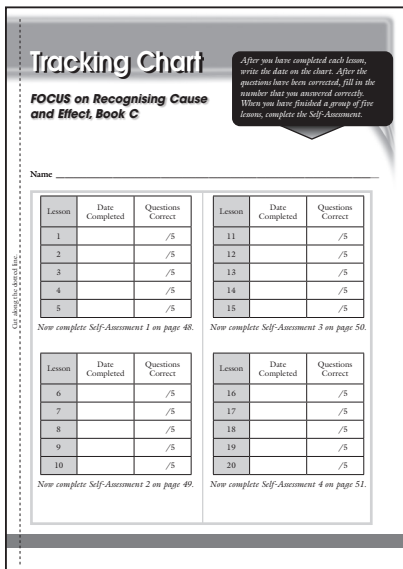 Tracking Chart
FOCUS on Recognising Cause
and Effect, Book C
After you have completed each lesson,
write the date on the chart. After the
questions have been corrected, fill in the
number that you answered correctly.
When you have finished a group of five
lessons, complete the Self-Assessment.
Name
Cut along the dotted line.
Lesson Date Completed Questions Correct
1 /5
2 /5
3 /5
4 /5
5 /5
Now complete Self-Assessment 1 on page 48.
Lesson Date Completed Questions Correct
6 /5
7 /5
8 /5
9 /5
10 /5
Now complete Self-Assessment 2 on page 49.
Lesson Date Completed Questions Correct
11 /5
12 /5
13 /5
14 /5
15 /5
Now complete Self-Assessment 3 on page 50.
Lesson Date Completed Questions Correct
16 /5
17 /5
18 /5
19 /5
20 /5
Now complete Self-Assessment 4 on page 51.